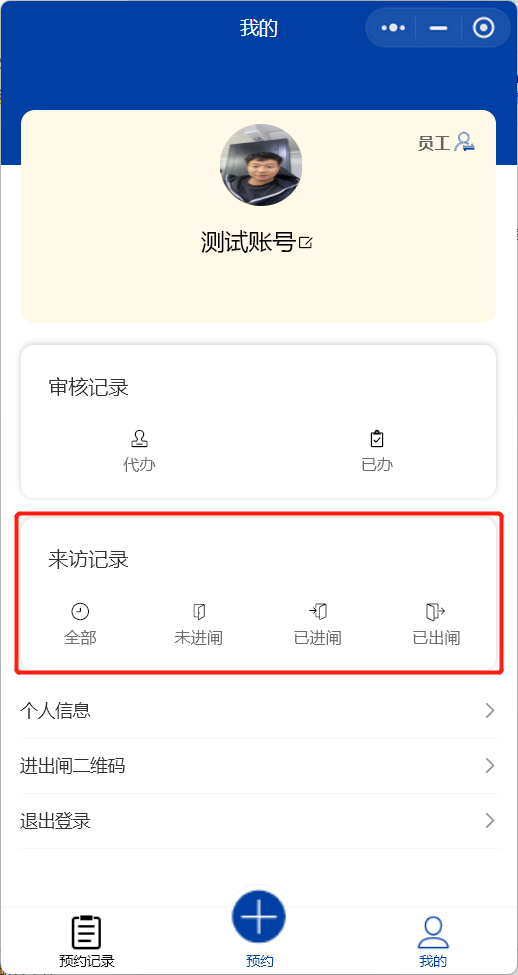 我的
员工
测试账号
审核记录
代办
已办
来访记录
全部
未进闸
已进闸
已出闸
个人信息
进出闸二维码
退出登录
预约记录
预约
我的